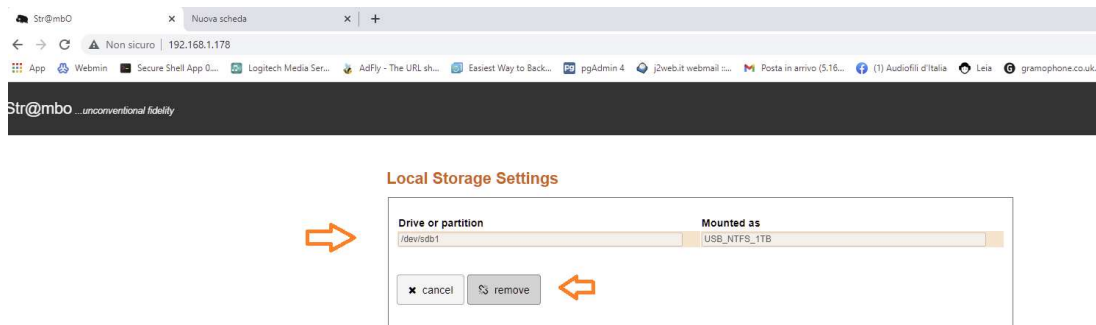 Str@mbO
Nuova scheda
Non sicuro | 192.168.1.178
App Webmin Secure Shell App 0.... Logitech Media Ser... AdFly - The URL sh... Easiest Way to Back... pgAdmin 4 j2web.it webmail ::... Posta in arrivo (5.16... (1) Audiofili d'Italia Leia gramophone.co.uk.
Str@mbo ...unconventional fidelity
Local Storage Settings
Drive or partition Mounted as
/dev/sdb1 USB_NTFS_1TB
cancel remove